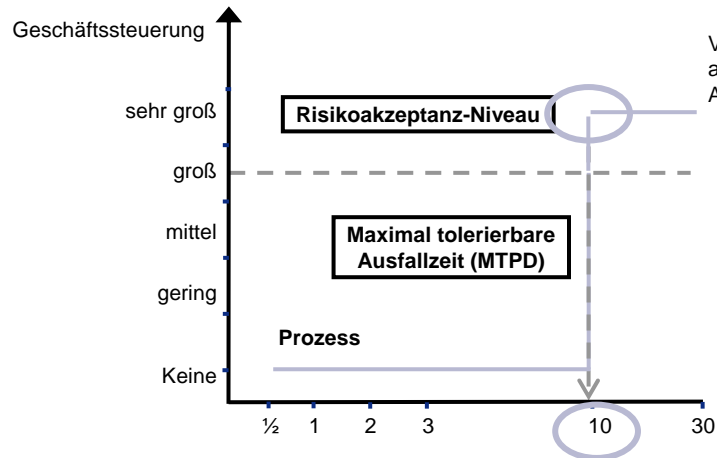 Geschäftssteuerung
sehr groß
Risikoakzeptanz-Niveau
groß
mittel
Maximal tolerierbare
Ausfallzeit (MTPD)
gering
Prozess
Keine
½ 1 2 3 10 30